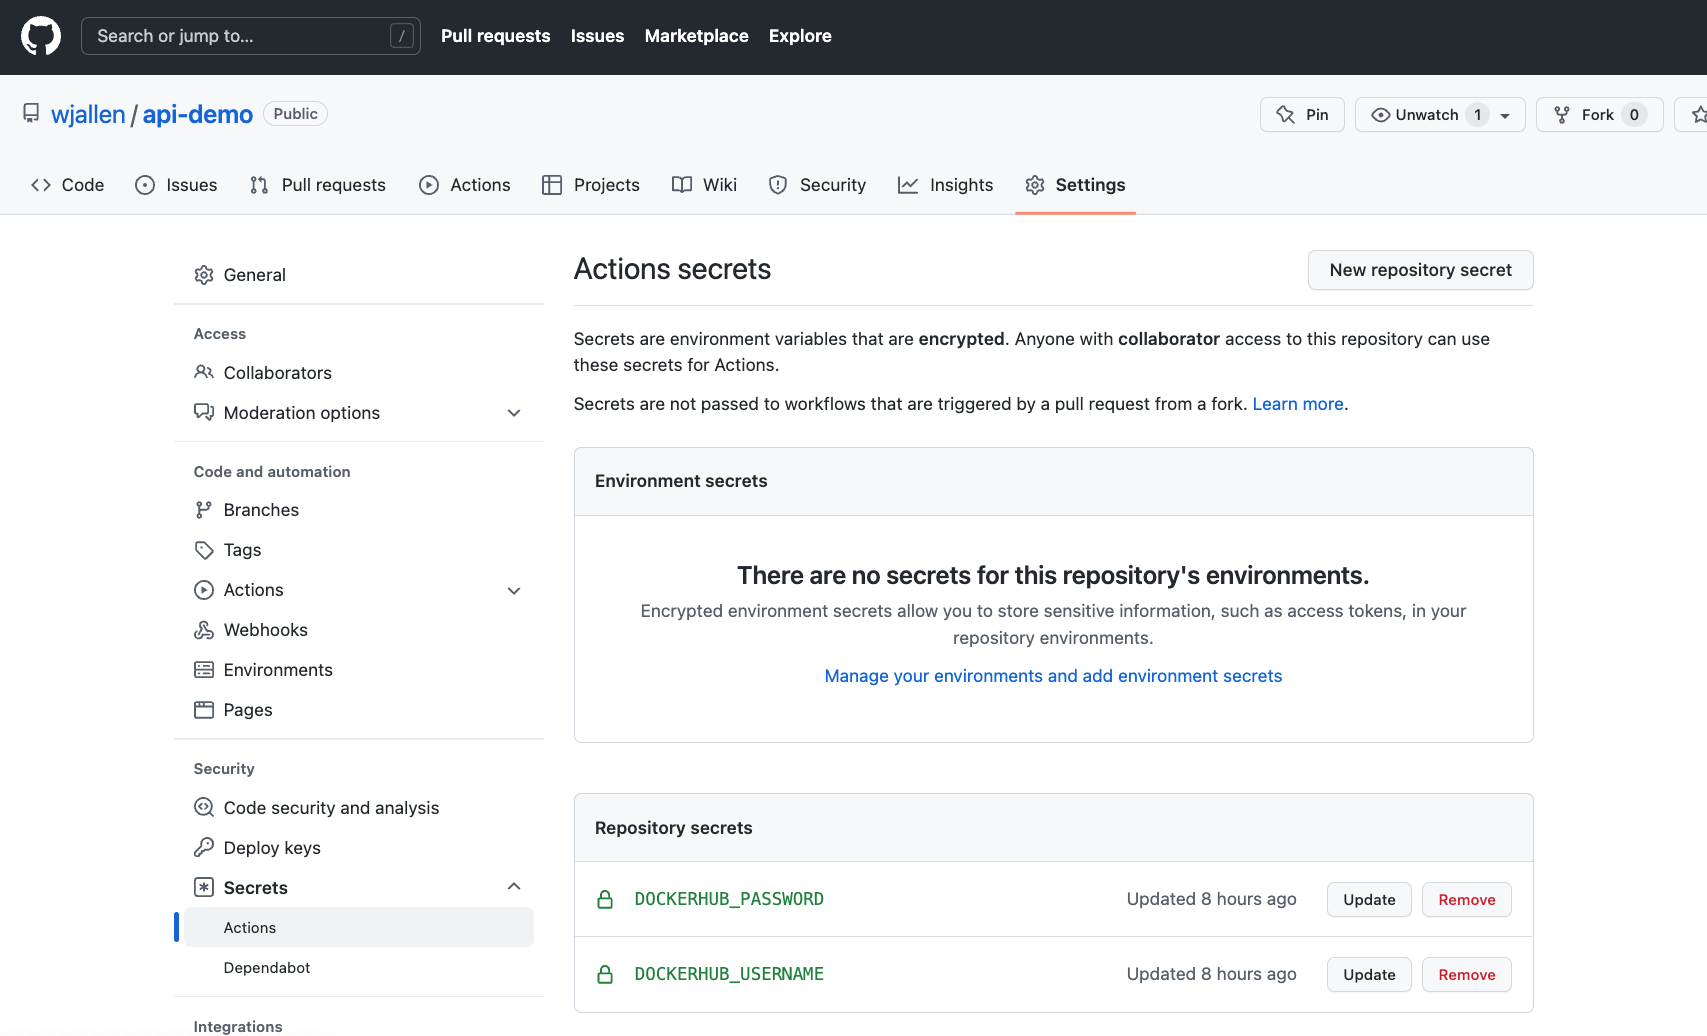 Search or jump to... /
Pull requests Issues Marketplace Explore
wjallen / api-demo Public
Pin Unwatch 1 Fork 0
Code Issues Pull requests Actions Projects Wiki Security Insights Settings
General
Access
Collaborators
Moderation options
Code and automation
Branches
Tags
Actions
Webhooks
Environments
Pages
Security
Code security and analysis
Deploy keys
Secrets
Actions
Dependabot
Integrations
Actions secrets
New repository secret
Secrets are environment variables that are encrypted. Anyone with collaborator access to this repository can use
these secrets for Actions.
Secrets are not passed to workflows that are triggered by a pull request from a fork. Learn more.
Environment secrets
There are no secrets for this repository's environments.
Encrypted environment secrets allow you to store sensitive information, such as access tokens, in your
repository environments.
Manage your environments and add environment secrets
Repository secrets
DOCKERHUB_PASSWORD Updated 8 hours ago Update Remove
DOCKERHUB_USERNAME Updated 8 hours ago Update Remove